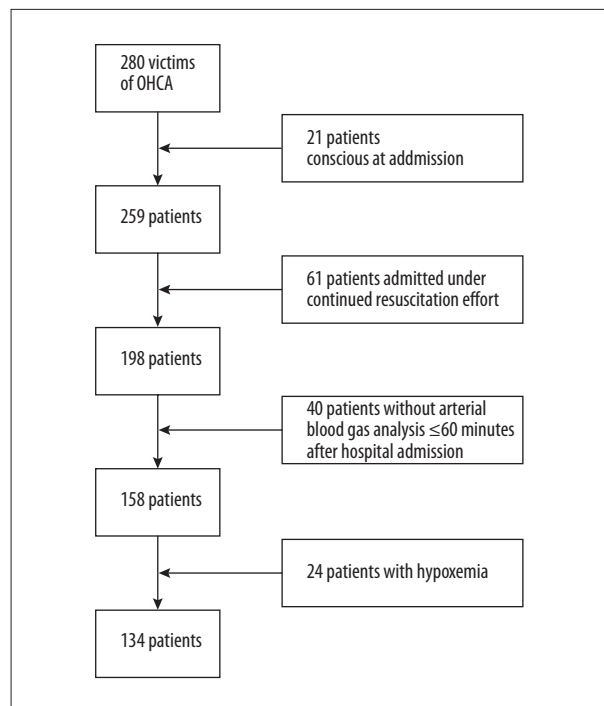 280 victims
of OHCA
21 patients
conscious at addmission
259 patients
61 patients admitted under
continued resuscitation effort
198 patients
40 patients without arterial
blood gas analysis ≤60 minutes
after hospital admission
158 patients
24 patients with hypoxemia
134 patients